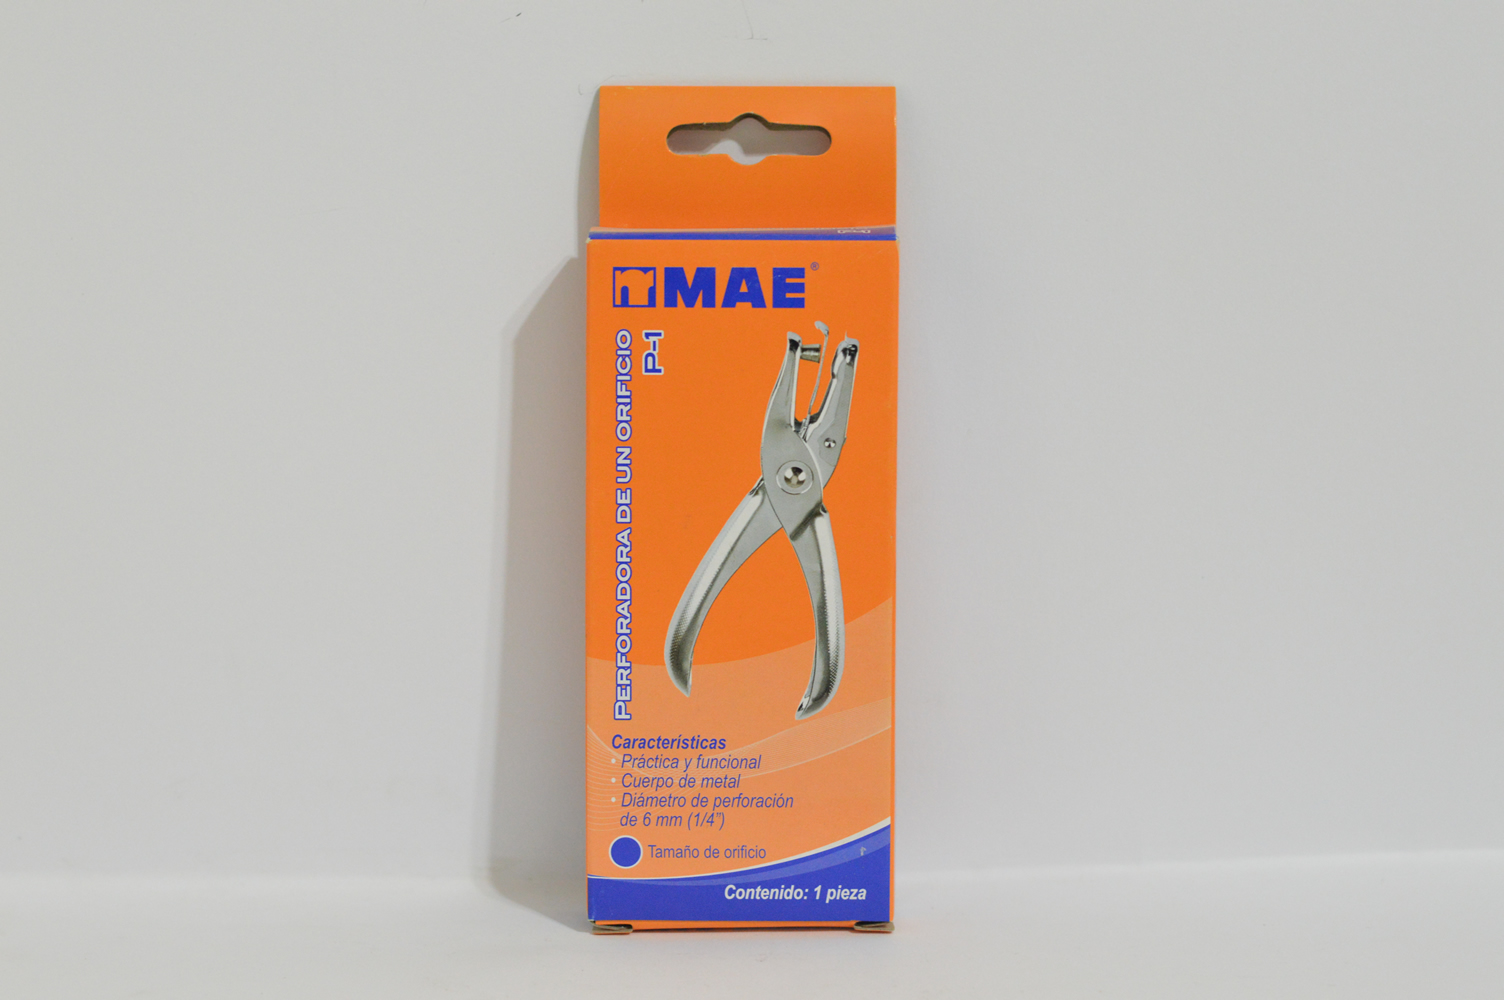 MAE®
PERFORADORA DE UN ORIFICIO
P-1
Características
• Práctica y funcional
• Cuerpo de metal
• Diámetro de perforación
de 6 mm (1/4”)
Tamaño de orificio
Contenido: 1 pieza